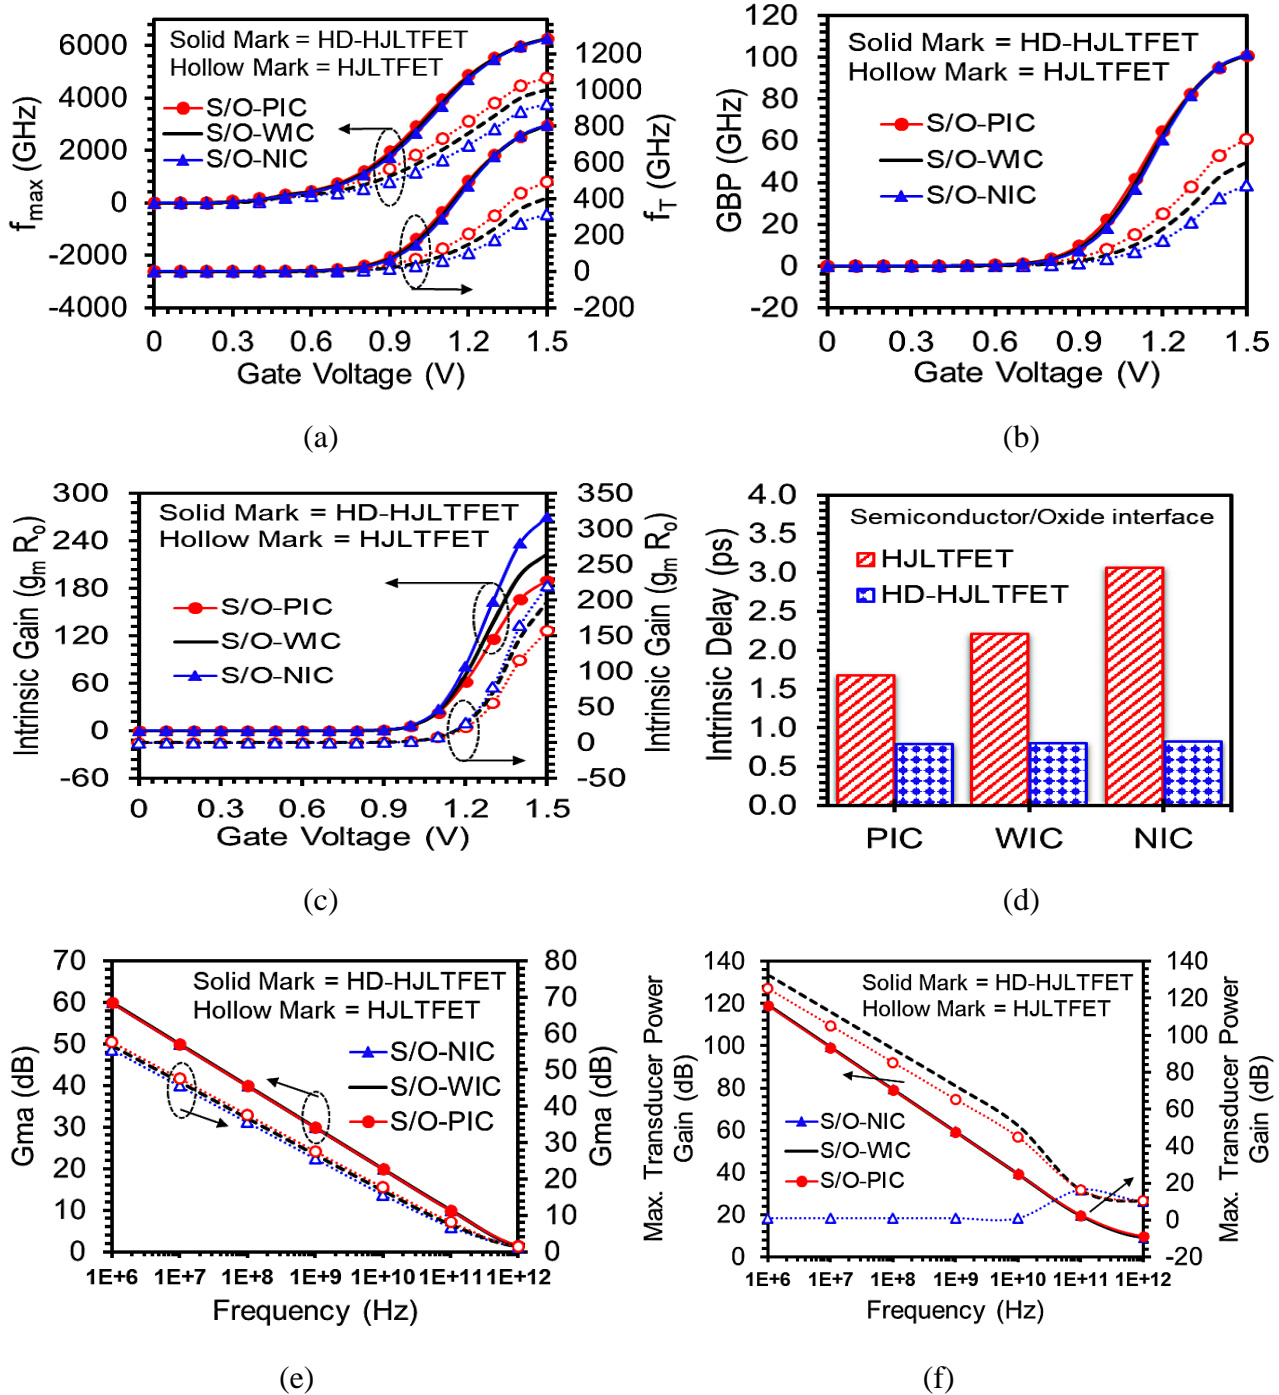 Solid Mark = HD-HJLTFET
Hollow Mark = HJLTFET
S/O-PIC
S/O-WIC
S/O-NIC
f_max (GHz)
6000
4000
2000
0
-2000
-4000
f_T (GHz)
1200
1000
800
600
400
200
0
-200
0 0.3 0.6 0.9 1.2 1.5
Gate Voltage (V)
(a)
Solid Mark = HD-HJLTFET
Hollow Mark = HJLTFET
S/O-PIC
S/O-WIC
S/O-NIC
GBP (GHz)
120
100
80
60
40
20
0
-20
0 0.3 0.6 0.9 1.2 1.5
Gate Voltage (V)
(b)
Solid Mark = HD-HJLTFET
Hollow Mark = HJLTFET
S/O-PIC
S/O-WIC
S/O-NIC
Intrinsic Gain (g_m R_o)
300
240
180
120
60
0
-60
Intrinsic Gain (g_m R_o)
350
300
250
200
150
100
50
0
-50
0 0.3 0.6 0.9 1.2 1.5
Gate Voltage (V)
(c)
Semiconductor/Oxide interface
HJLTFET
HD-HJLTFET
Intrinsic Delay (ps)
4.0
3.5
3.0
2.5
2.0
1.5
1.0
0.5
0.0
PIC WIC NIC
(d)
Solid Mark = HD-HJLTFET
Hollow Mark = HJLTFET
S/O-NIC
S/O-WIC
S/O-PIC
Gma (dB)
70
60
50
40
30
20
10
0
Gma (dB)
80
70
60
50
40
30
20
10
0
1E+6 1E+7 1E+8 1E+9 1E+10 1E+11 1E+12
Frequency (Hz)
(e)
Solid Mark = HD-HJLTFET
Hollow Mark = HJLTFET
S/O-NIC
S/O-WIC
S/O-PIC
Max. Transducer Power
Gain (dB)
140
120
100
80
60
40
20
0
Max. Transducer Power
Gain (dB)
140
120
100
80
60
40
20
0
-20
1E+6 1E+7 1E+8 1E+9 1E+10 1E+11 1E+12
Frequency (Hz)
(f)